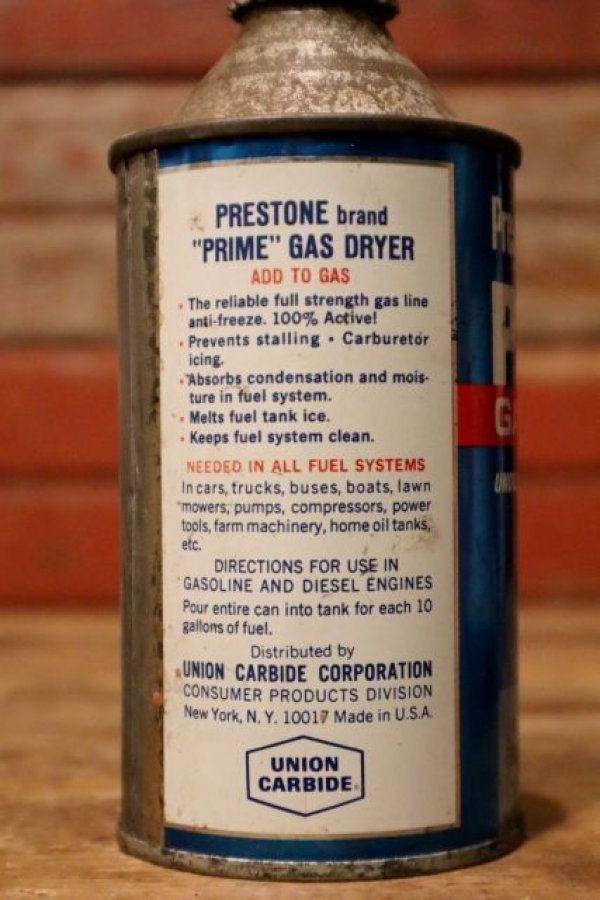 PRESTONE brand
"PRIME" GAS DRYER
ADD TO GAS
• The reliable full strength gas line
anti-freeze. 100% Active!
• Prevents stalling • Carburetor
icing.
• Absorbs condensation and mois-
ture in fuel system.
• Melts fuel tank ice.
• Keeps fuel system clean.
NEEDED IN ALL FUEL SYSTEMS
In cars, trucks, buses, boats, lawn
mowers, pumps, compressors, power
tools, farm machinery, home oil tanks,
etc.
DIRECTIONS FOR USE IN
GASOLINE AND DIESEL ENGINES
Pour entire can into tank for each 10
gallons of fuel.
Distributed by
UNION CARBIDE CORPORATION
CONSUMER PRODUCTS DIVISION
New York, N. Y. 10017 Made in U.S.A.
UNION
CARBIDE